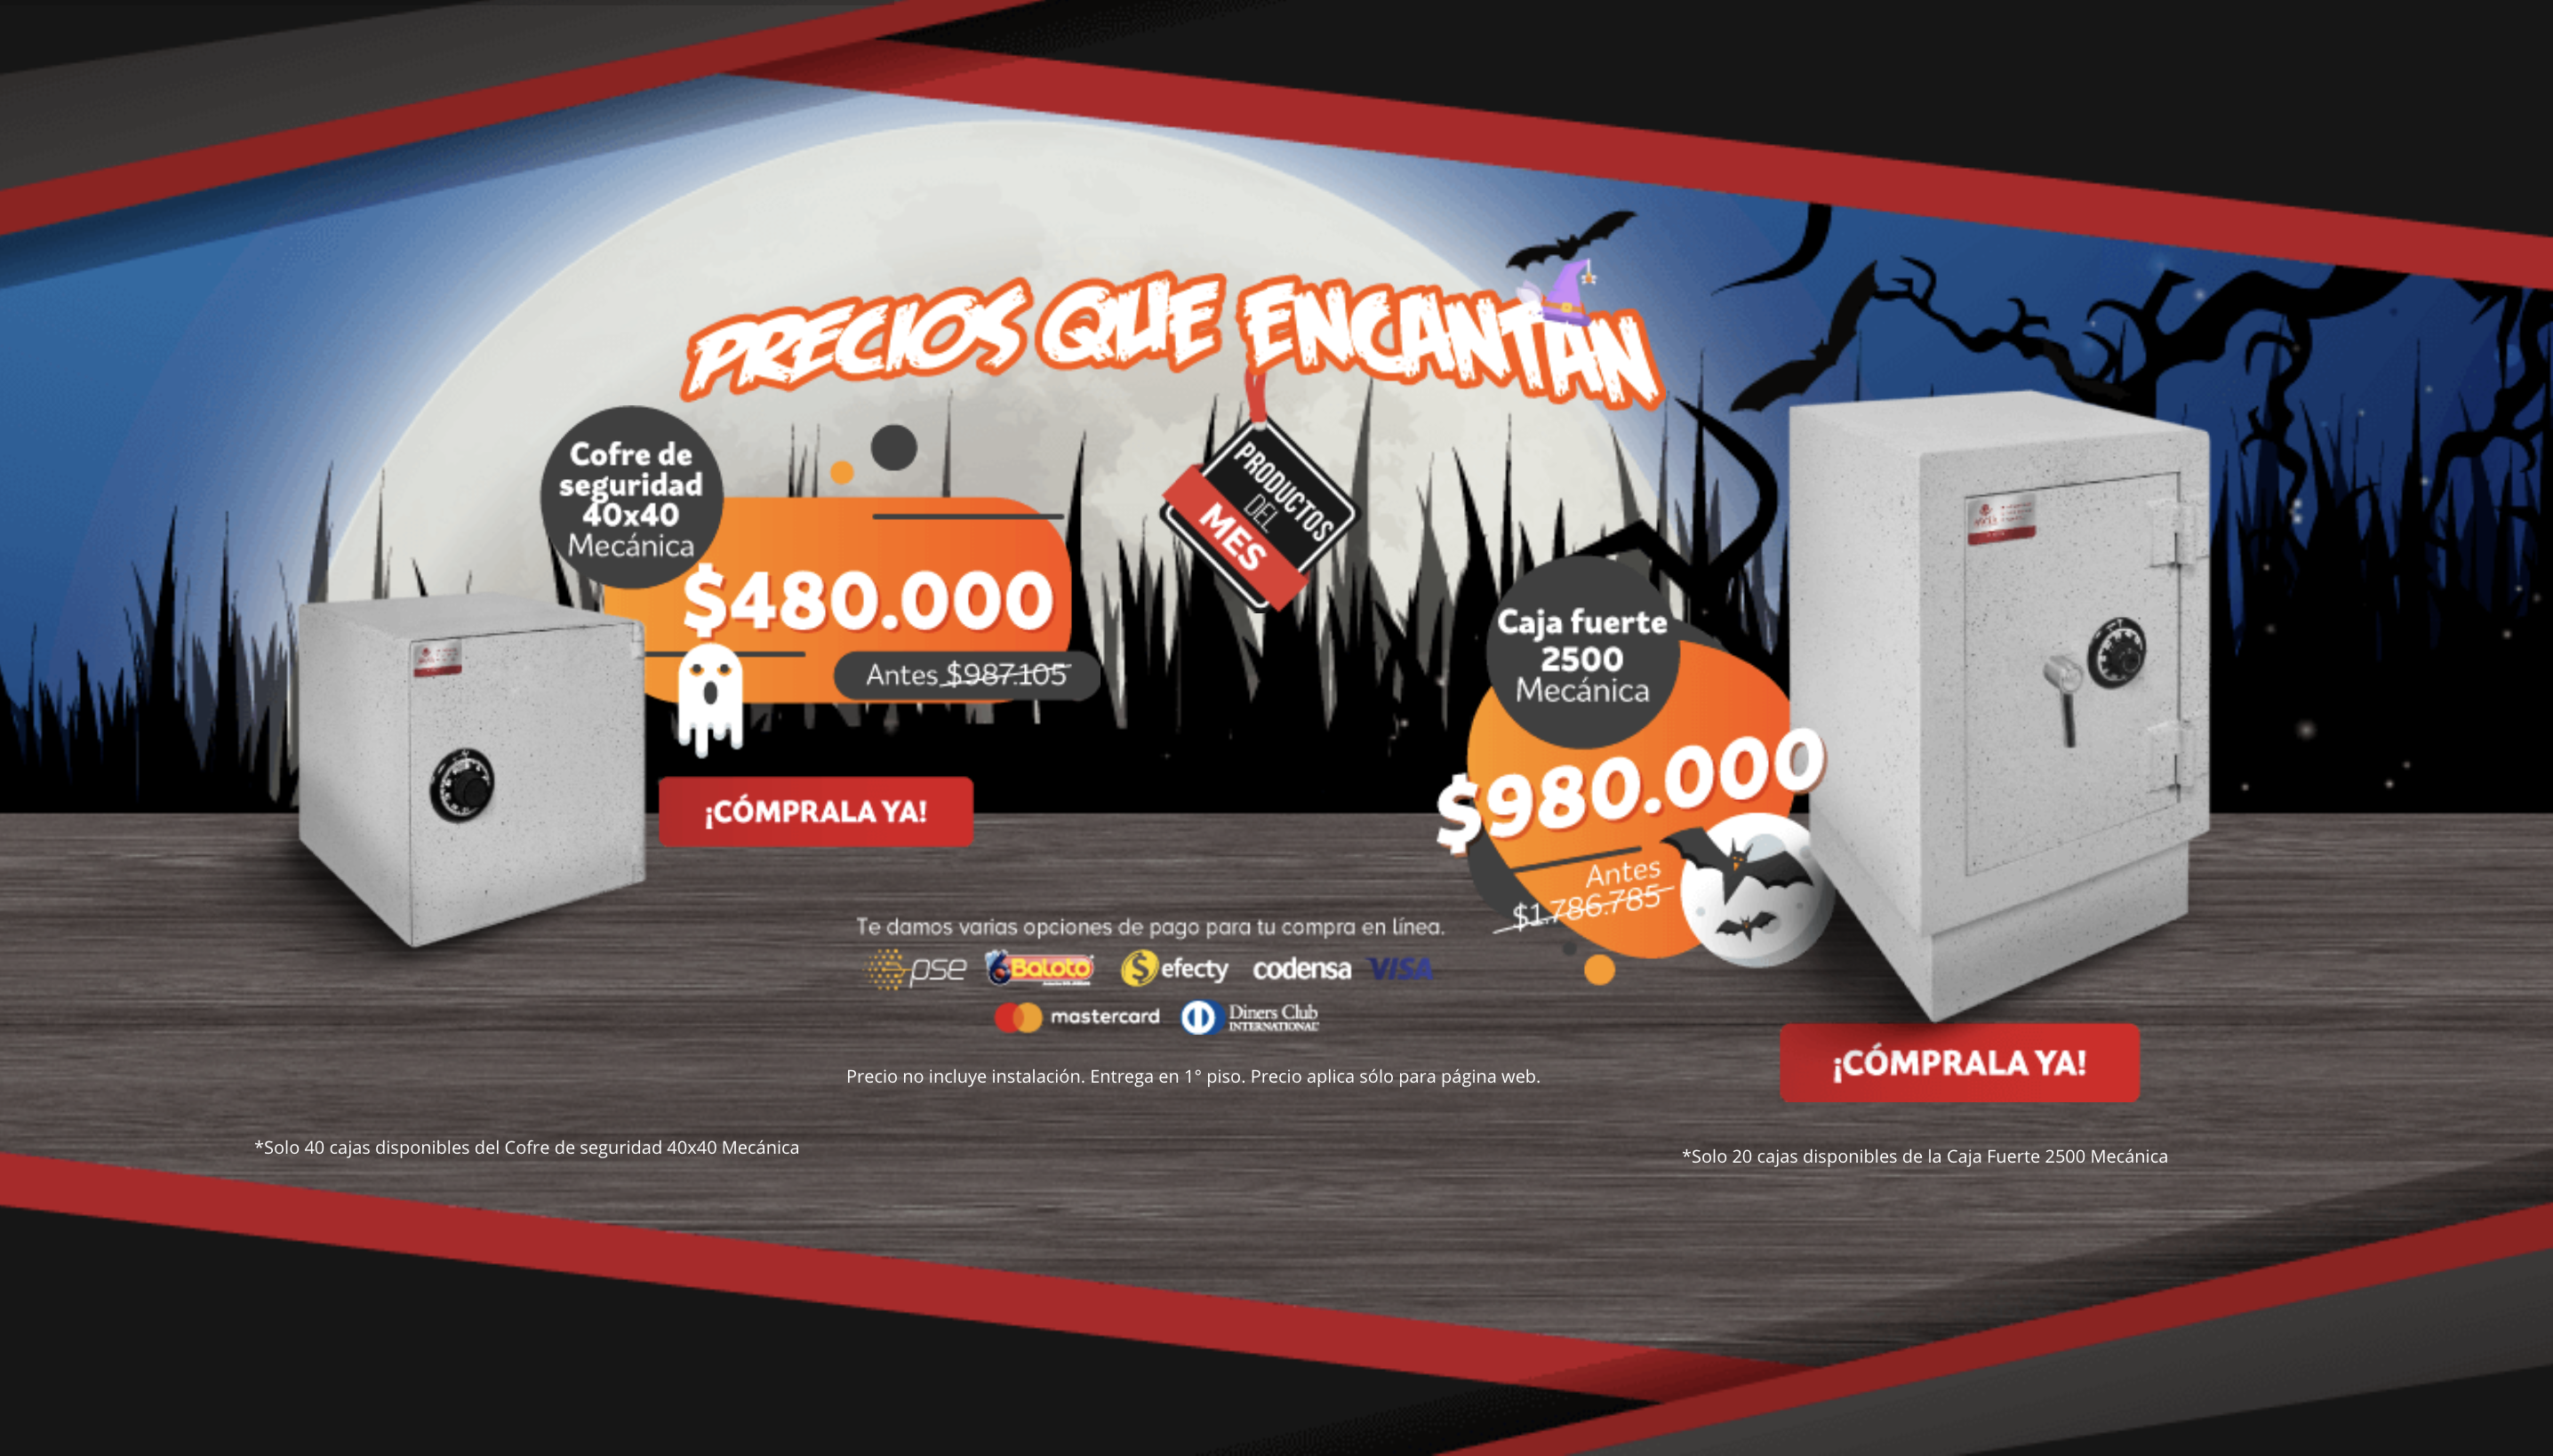 PRECIOS QUE ENCANTAN
Cofre de
seguridad
40x40
Mecánica
$480.000
Antes $987.105
¡CÓMPRALA YA!
PRODUCTOS
DEL
MES
Caja fuerte
2500
Mecánica
$980.000
Antes
$1.786.785
¡CÓMPRALA YA!
Te damos varias opciones de pago para tu compra en línea.
pse Baloto efecty codensa VISA
mastercard Diners Club
INTERNATIONAL
Precio no incluye instalación. Entrega en 1° piso. Precio aplica sólo para página web.
*Solo 40 cajas disponibles del Cofre de seguridad 40x40 Mecánica
*Solo 20 cajas disponibles de la Caja Fuerte 2500 Mecánica